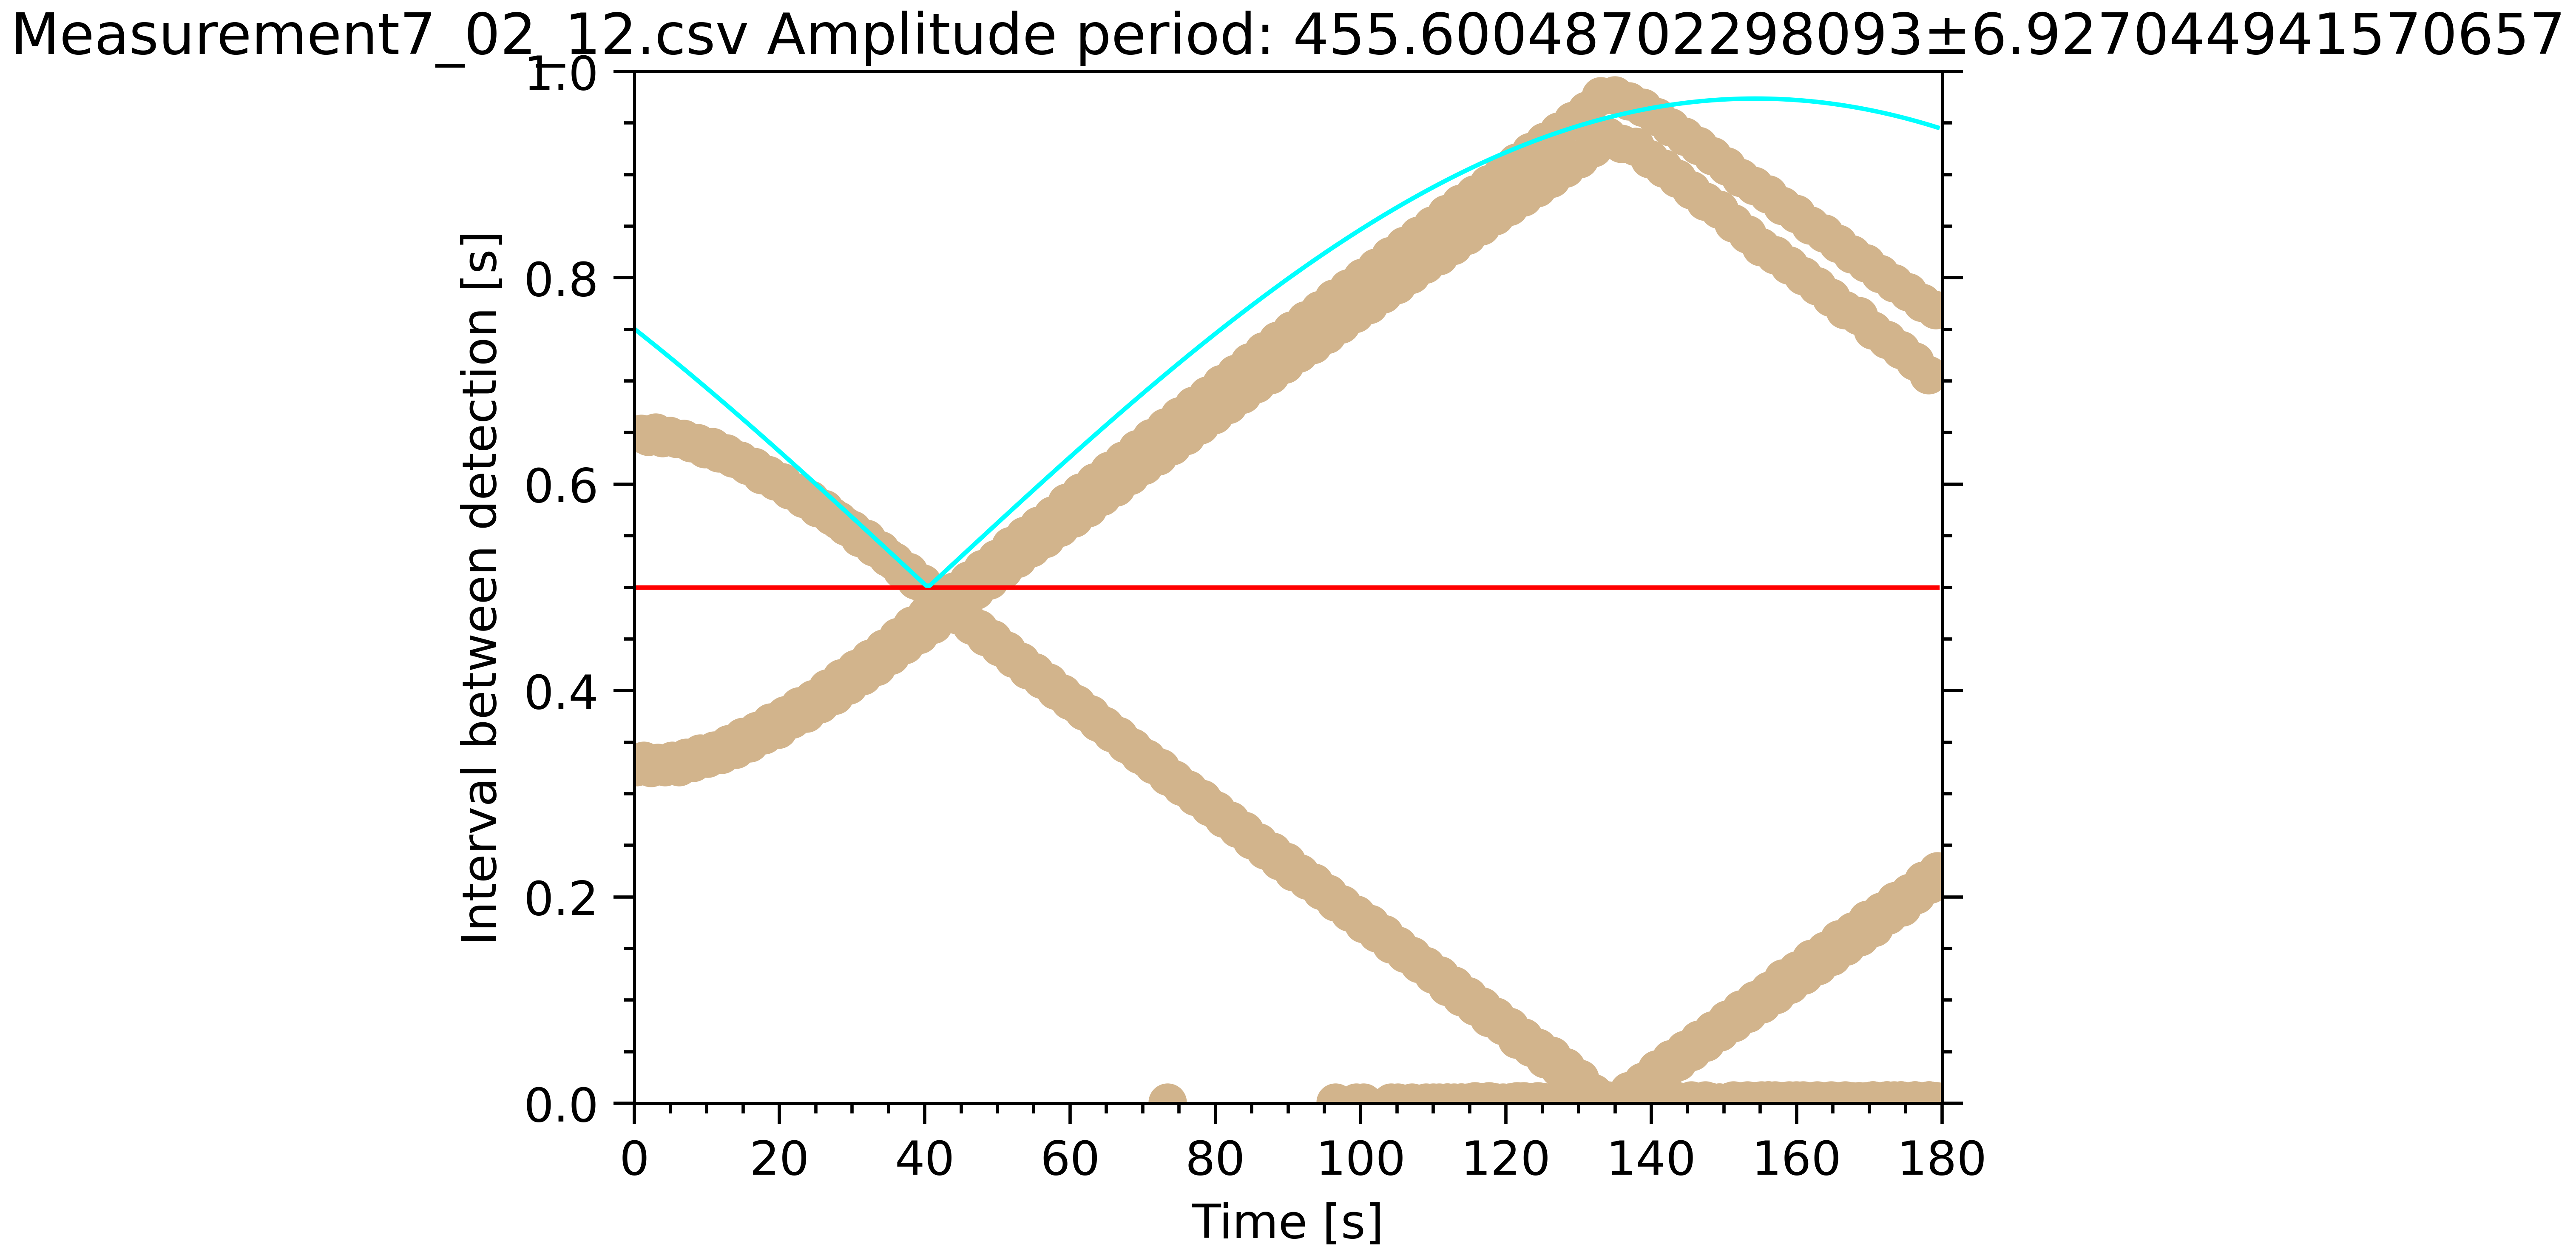 Measurement7_02_12.csv Amplitude period: 455.60048702298093±6.927044941570657
1.0
0.8
0.6
0.4
0.2
0.0
Interval between detection [s]
0 20 40 60 80 100 120 140 160 180
Time [s]